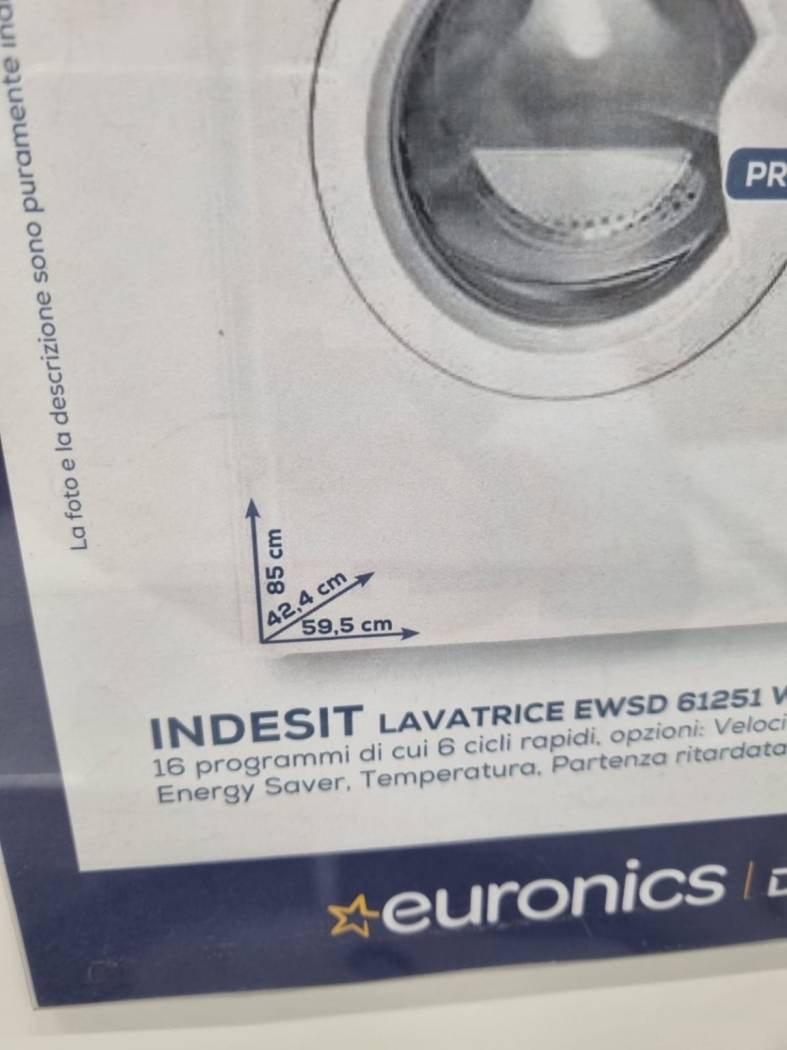 La foto e la descrizione sono puramente
PR
85 cm
42,4 cm
59,5 cm
INDESIT LAVATRICE EWSD 61251
16 programmi di cui 6 cicli rapidi, opzioni: Veloci
Energy Saver, Temperatura, Partenza ritardata
euronics